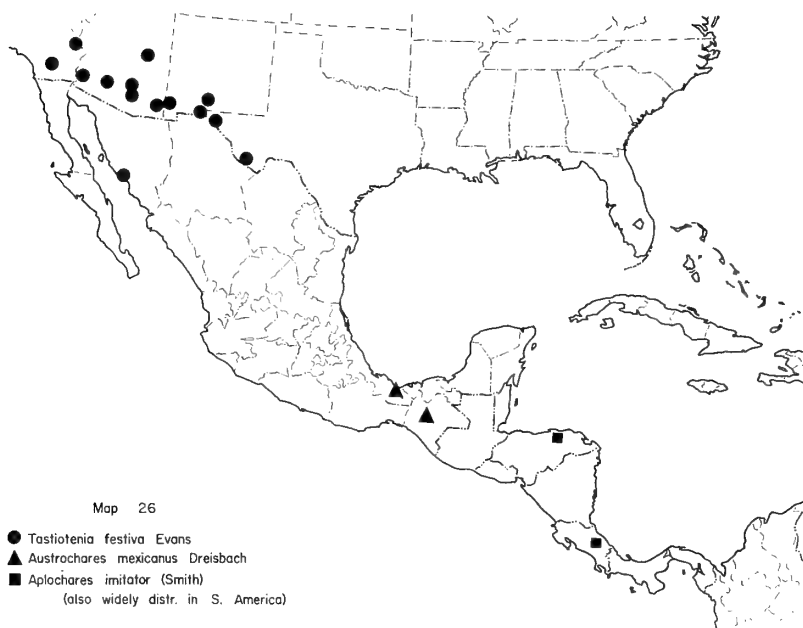 Map 26
Tastiotenia festiva Evans
Austrochares mexicanus Dreisbach
Aplochares imitator (Smith)
(also widely distr. in S. America)